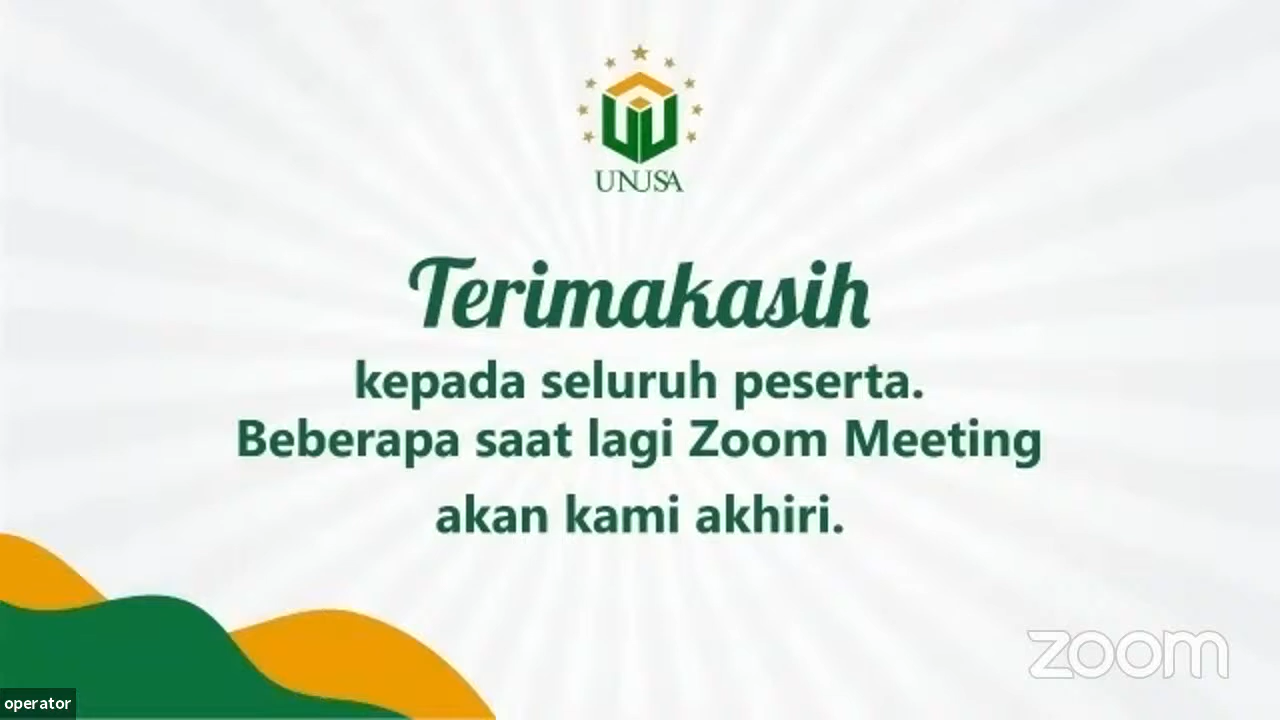 UNUSA
Terimakasih
kepada seluruh peserta.
Beberapa saat lagi Zoom Meeting
akan kami akhiri.
zoom
operator